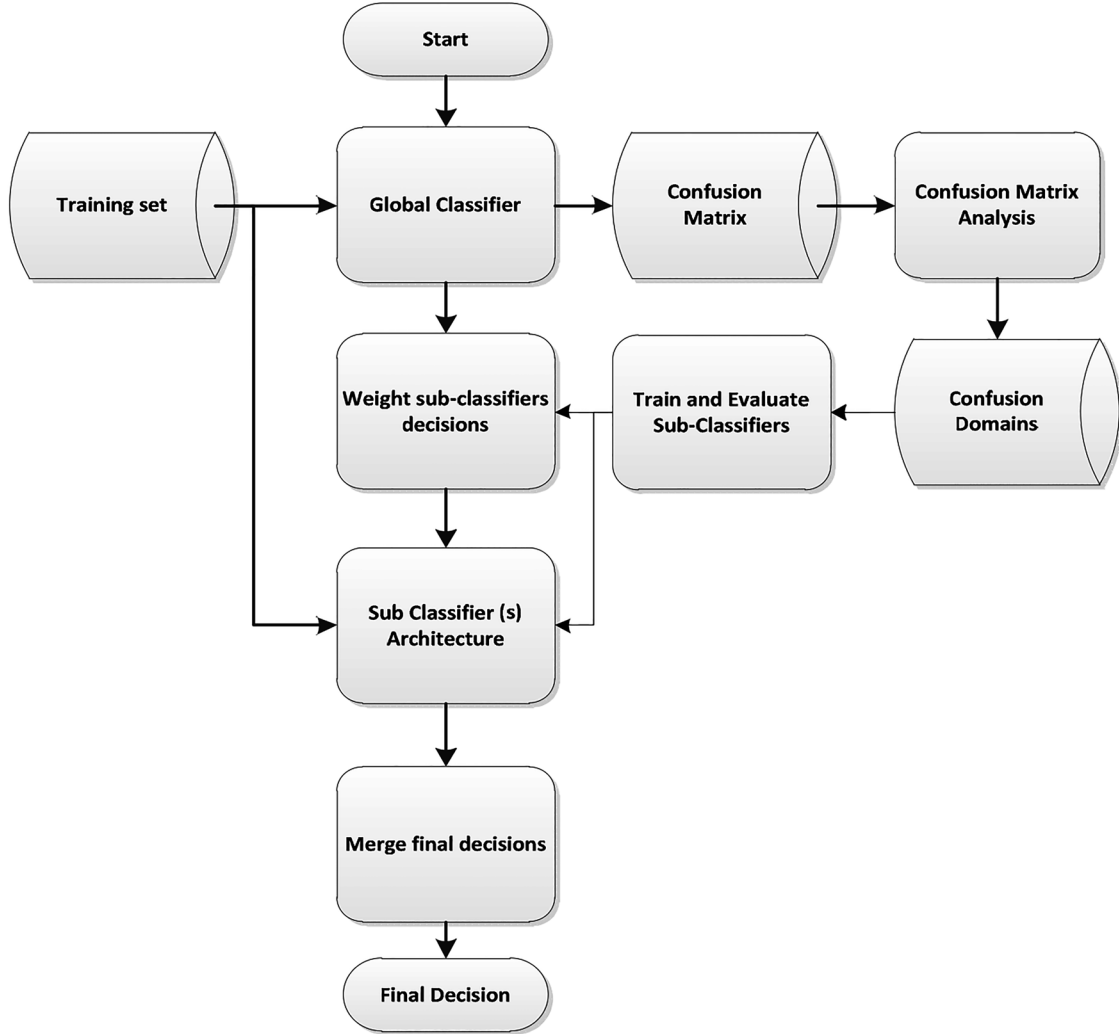 Start
Training set
Global Classifier
Confusion
Matrix
Confusion Matrix
Analysis
Weight sub-classifiers
decisions
Train and Evaluate
Sub-Classifiers
Confusion
Domains
Sub Classifier (s)
Architecture
Merge final decisions
Final Decision